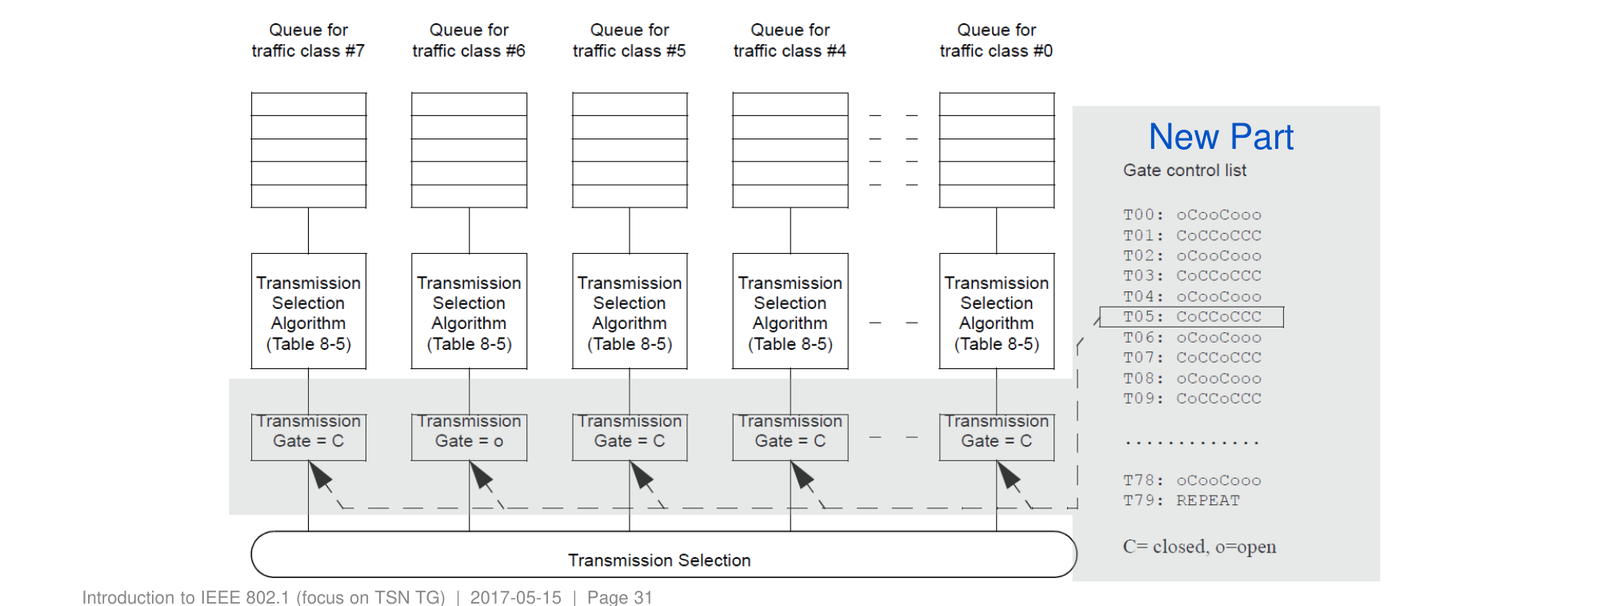 Queue for
traffic class #7
Queue for
traffic class #6
Queue for
traffic class #5
Queue for
traffic class #4
Queue for
traffic class #0
Transmission
Selection
Algorithm
(Table 8-5)
Transmission
Selection
Algorithm
(Table 8-5)
Transmission
Selection
Algorithm
(Table 8-5)
Transmission
Selection
Algorithm
(Table 8-5)
Transmission
Selection
Algorithm
(Table 8-5)
Transmission
Gate = C
Transmission
Gate = o
Transmission
Gate = C
Transmission
Gate = C
Transmission
Gate = C
Transmission Selection
New Part
Gate control list
T00: oCooCooo
T01: CoCCoCCC
T02: oCooCooo
T03: CoCCoCCC
T04: oCooCooo
T05: CoCCoCCC
T06: oCooCooo
T07: CoCCoCCC
T08: oCooCooo
T09: CoCCoCCC
.............
T78: oCooCooo
T79: REPEAT
C= closed, o=open
Introduction to IEEE 802.1 (focus on TSN TG) | 2017-05-15 | Page 31